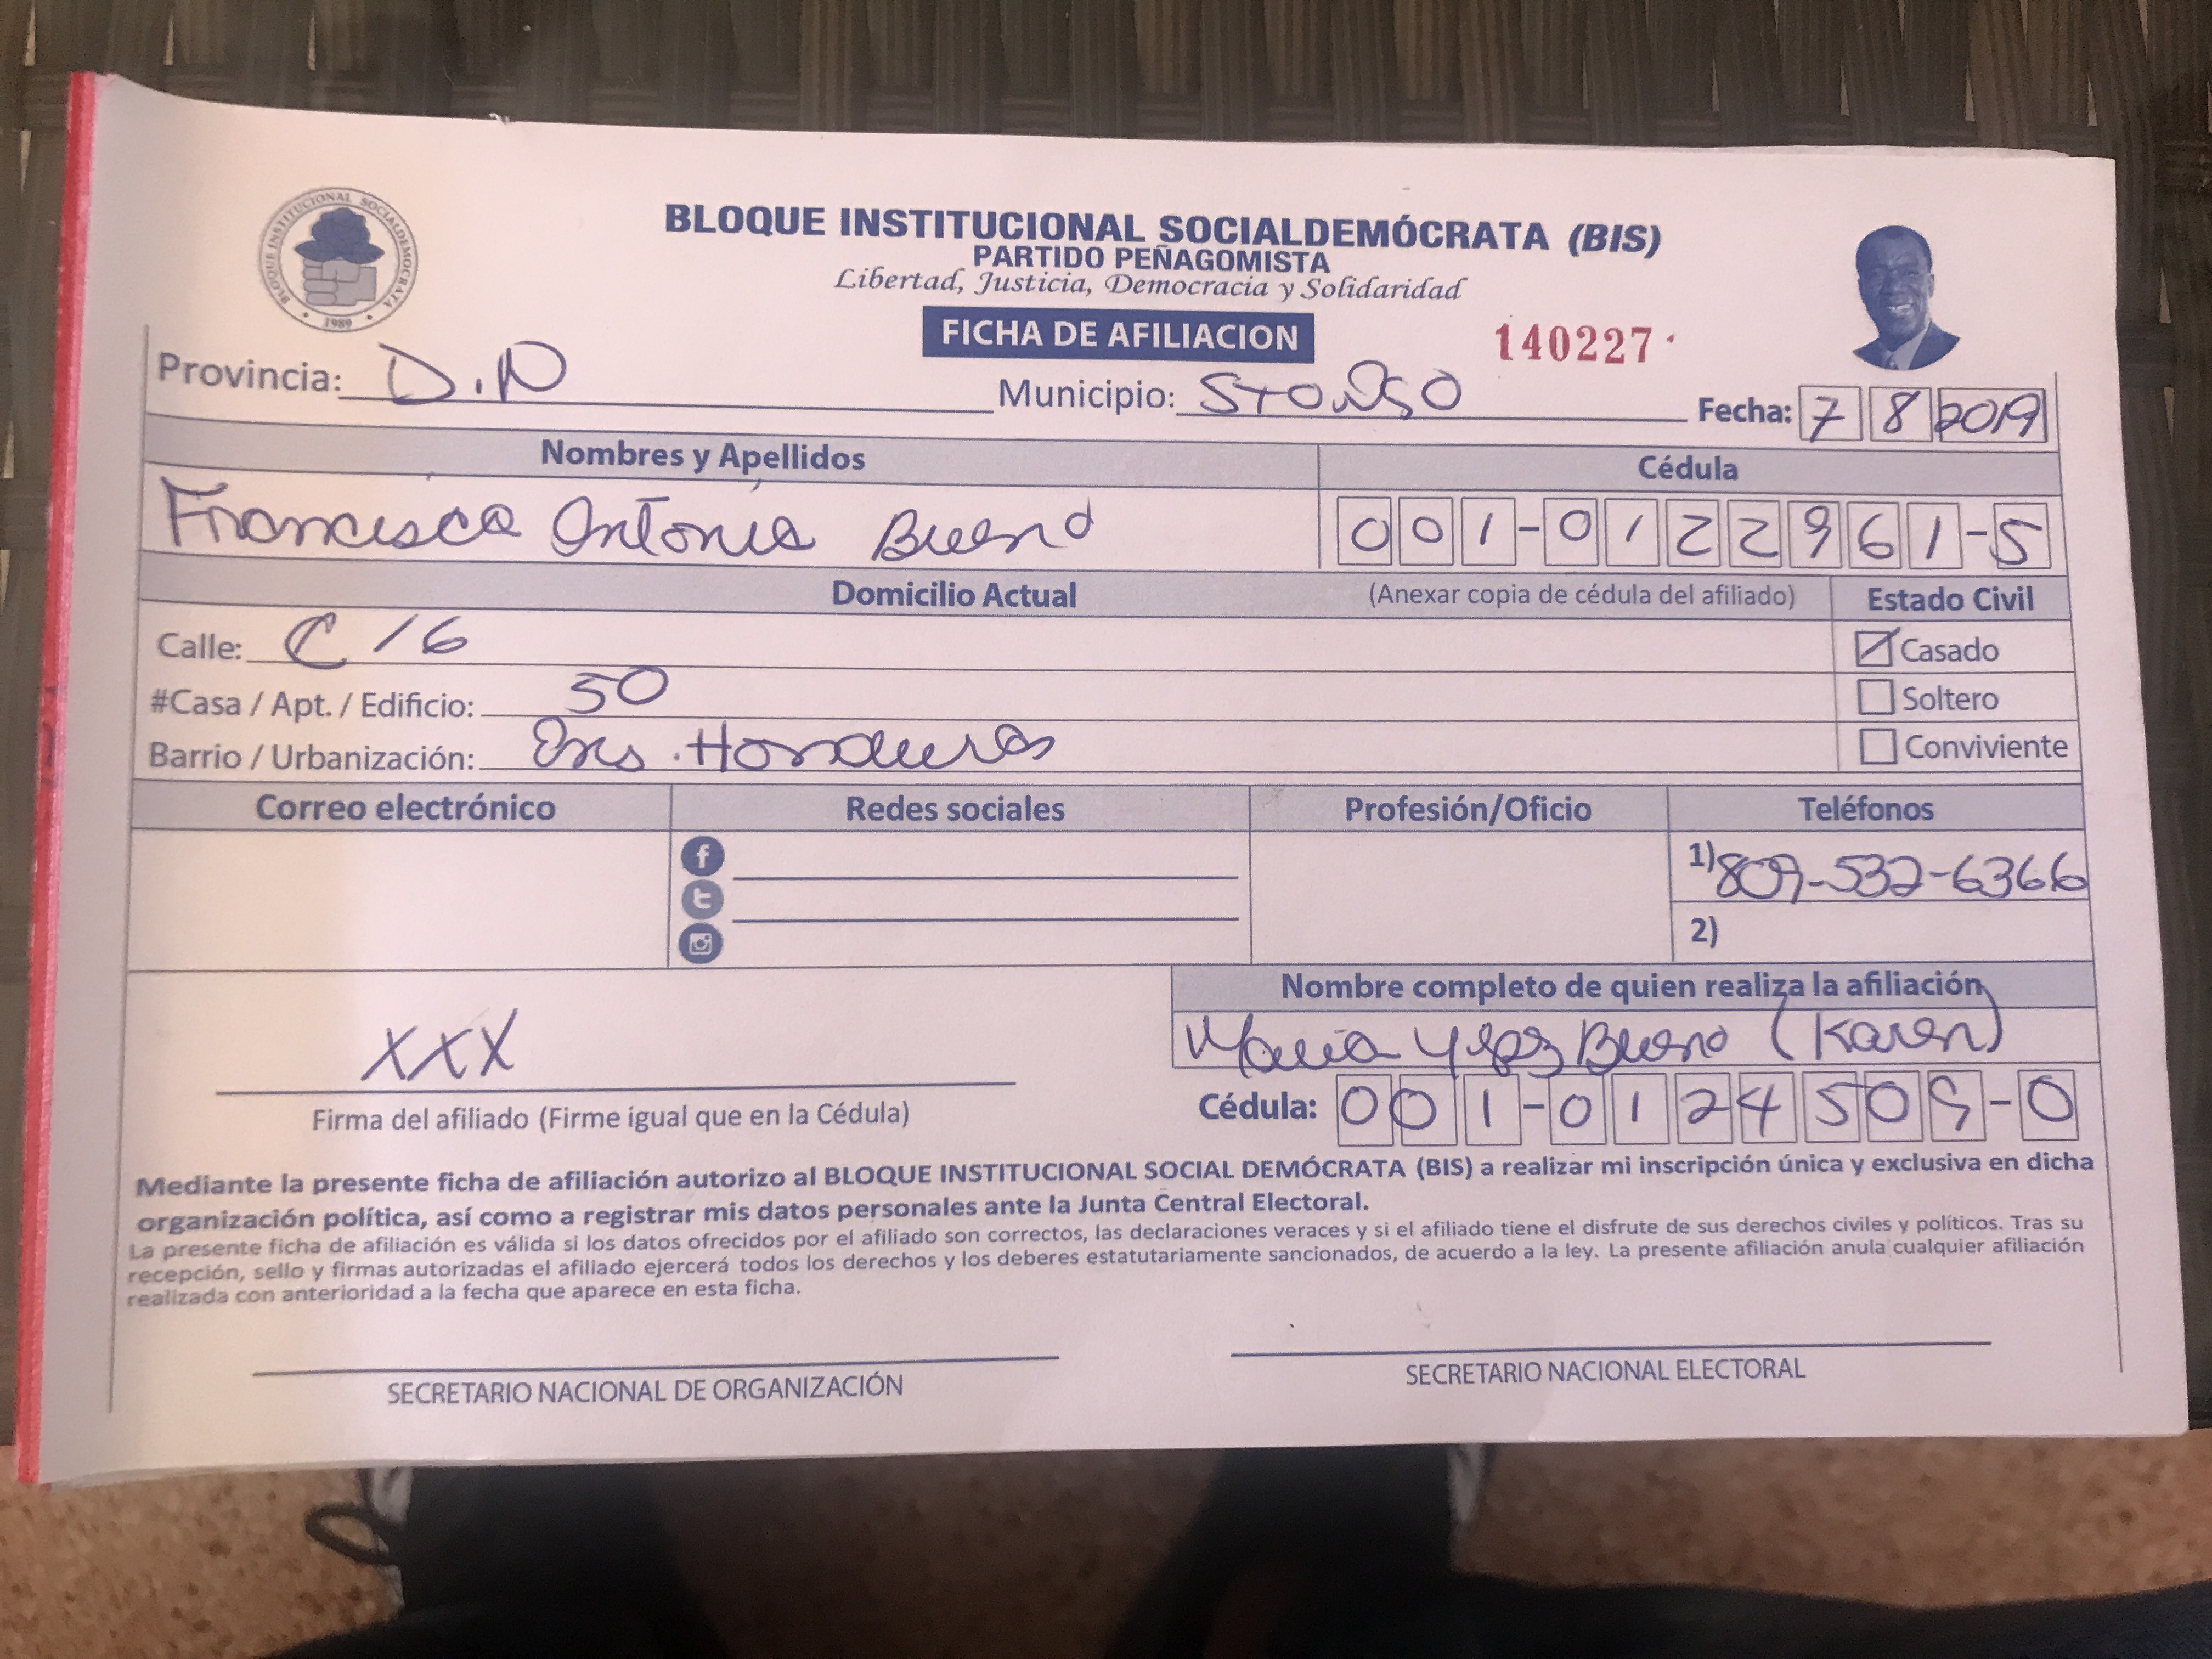 BLOQUE INSTITUCIONAL SOCIALDEMÓCRATA
1989
BLOQUE INSTITUCIONAL SOCIALDEMÓCRATA (BIS)
PARTIDO PEÑAGOMISTA
Libertad, Justicia, Democracia y Solidaridad
FICHA DE AFILIACION 140227
Provincia: D.N Municipio: STO.DGO Fecha: 7 8 2019
Nombres y Apellidos Cédula
Francisca Antonia Bueno 001-0122961-5
Domicilio Actual (Anexar copia de cédula del afiliado) Estado Civil
Calle: C/16 Casado
#Casa / Apt. / Edificio: 50 Soltero
Barrio / Urbanización: Ens. Honduras Conviviente
Correo electrónico Redes sociales Profesión/Oficio Teléfonos
1) 809-532-6366
2)
Nombre completo de quien realiza la afiliación
XXX Maria Bueno (Karen)
Firma del afiliado (Firme igual que en la Cédula) Cédula: 001-0124509-0
Mediante la presente ficha de afiliación autorizo al BLOQUE INSTITUCIONAL SOCIAL DEMÓCRATA (BIS) a realizar mi inscripción única y exclusiva en dicha
organización política, así como a registrar mis datos personales ante la Junta Central Electoral.
La presente ficha de afiliación es válida si los datos ofrecidos por el afiliado son correctos, las declaraciones veraces y si el afiliado tiene el disfrute de sus derechos civiles y políticos. Tras su
recepción, sello y firmas autorizadas el afiliado ejercerá todos los derechos y los deberes estatutariamente sancionados, de acuerdo a la ley. La presente afiliación anula cualquier afiliación
realizada con anterioridad a la fecha que aparece en esta ficha.
SECRETARIO NACIONAL DE ORGANIZACIÓN SECRETARIO NACIONAL ELECTORAL